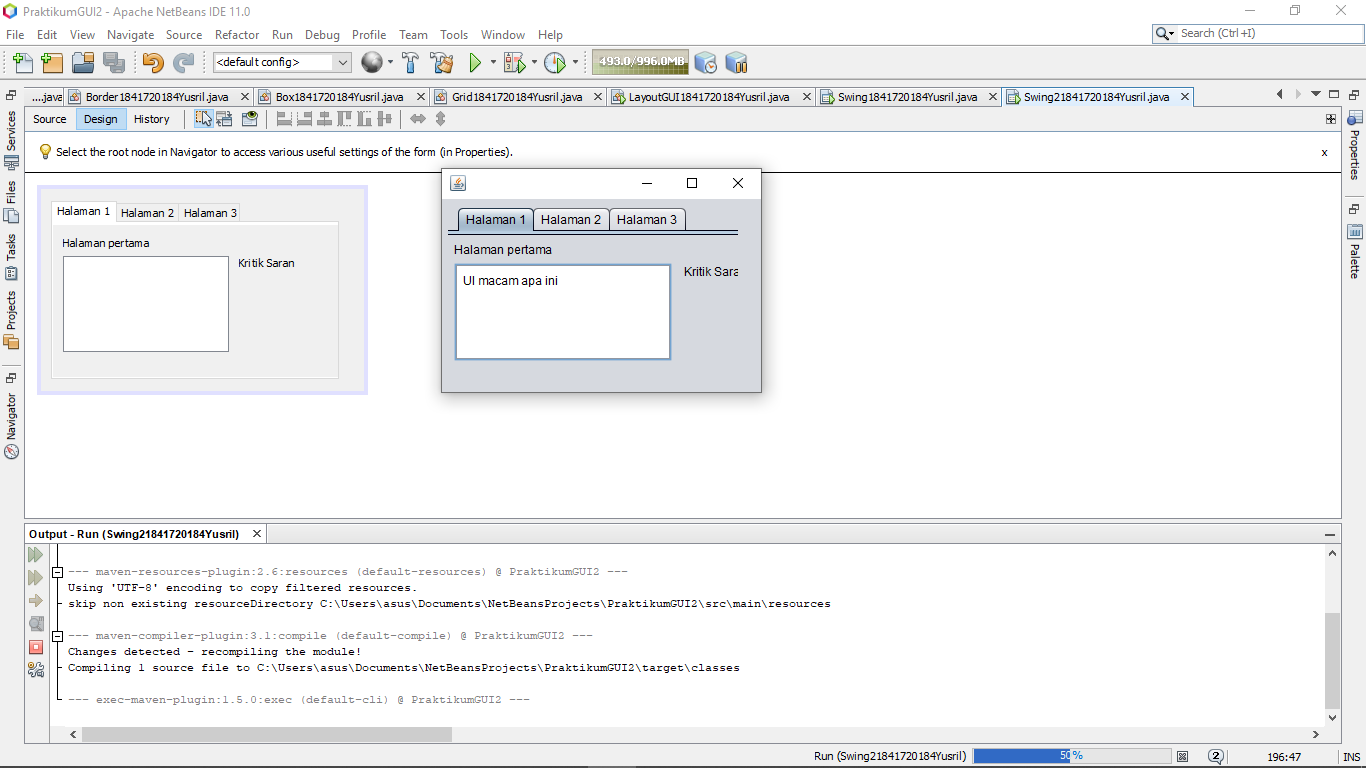 PraktikumGUI2 - Apache NetBeans IDE 11.0
File Edit View Navigate Source Refactor Run Debug Profile Team Tools Window Help
Search (Ctrl+I)
<default config>
493.0/996.0MB
....java Border1841720184Yusril.java Box1841720184Yusril.java Grid1841720184Yusril.java LayoutGUI1841720184Yusril.java Swing1841720184Yusril.java Swing21841720184Yusril.java
Source Design History
Select the root node in Navigator to access various useful settings of the form (in Properties).
x
Services
Files
Tasks
Projects
Navigator
Properties
Palette
Halaman 1 Halaman 2 Halaman 3
Halaman pertama
Kritik Saran
Halaman 1 Halaman 2 Halaman 3
Halaman pertama
Kritik Sara
UI macam apa ini
Output - Run (Swing21841720184Yusril)
--- maven-resources-plugin:2.6:resources (default-resources) @ PraktikumGUI2 ---
Using 'UTF-8' encoding to copy filtered resources.
skip non existing resourceDirectory C:\Users\asus\Documents\NetBeansProjects\PraktikumGUI2\src\main\resources
--- maven-compiler-plugin:3.1:compile (default-compile) @ PraktikumGUI2 ---
Changes detected - recompiling the module!
Compiling 1 source file to C:\Users\asus\Documents\NetBeansProjects\PraktikumGUI2\target\classes
--- exec-maven-plugin:1.5.0:exec (default-cli) @ PraktikumGUI2 ---
Run (Swing21841720184Yusril) 50% 2 196:47 INS